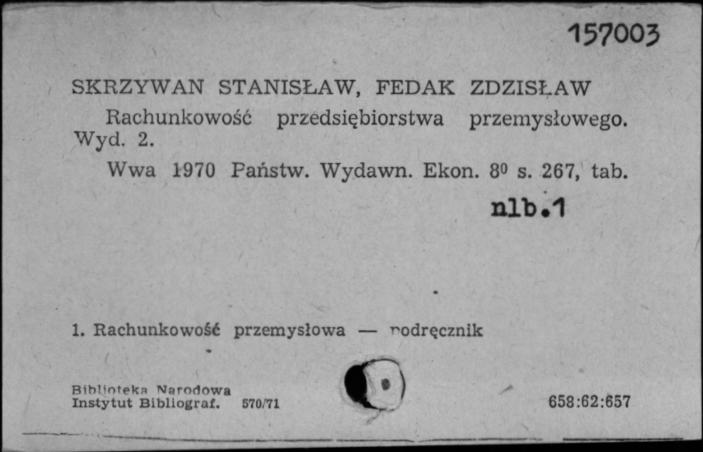 157003
SKRZYWAN STANISŁAW, FEDAK ZDZISŁAW
Rachunkowość przedsiębiorstwa przemysłowego.
Wyd. 2.
Wwa 1970 Państw. Wydawn. Ekon. 8⁰ s. 267, tab.
nlb.1
1. Rachunkowość przemysłowa — podręcznik
Biblioteka Narodowa
Instytut Bibliograf. 570/71
658:62:657